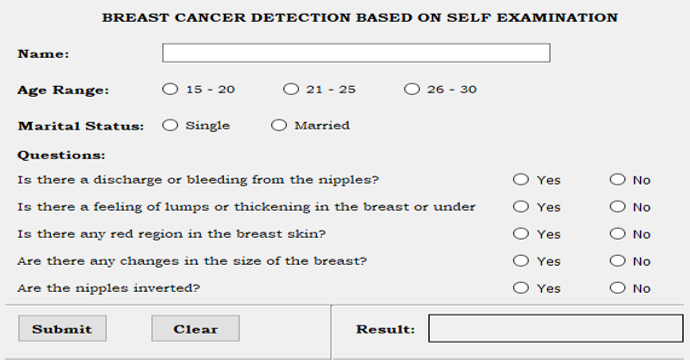 BREAST CANCER DETECTION BASED ON SELF EXAMINATION
Name:
Age Range: 15 - 20 21 - 25 26 - 30
Marital Status: Single Married
Questions:
Is there a discharge or bleeding from the nipples? Yes No
Is there a feeling of lumps or thickening in the breast or under Yes No
Is there any red region in the breast skin? Yes No
Are there any changes in the size of the breast? Yes No
Are the nipples inverted? Yes No
Submit Clear Result: